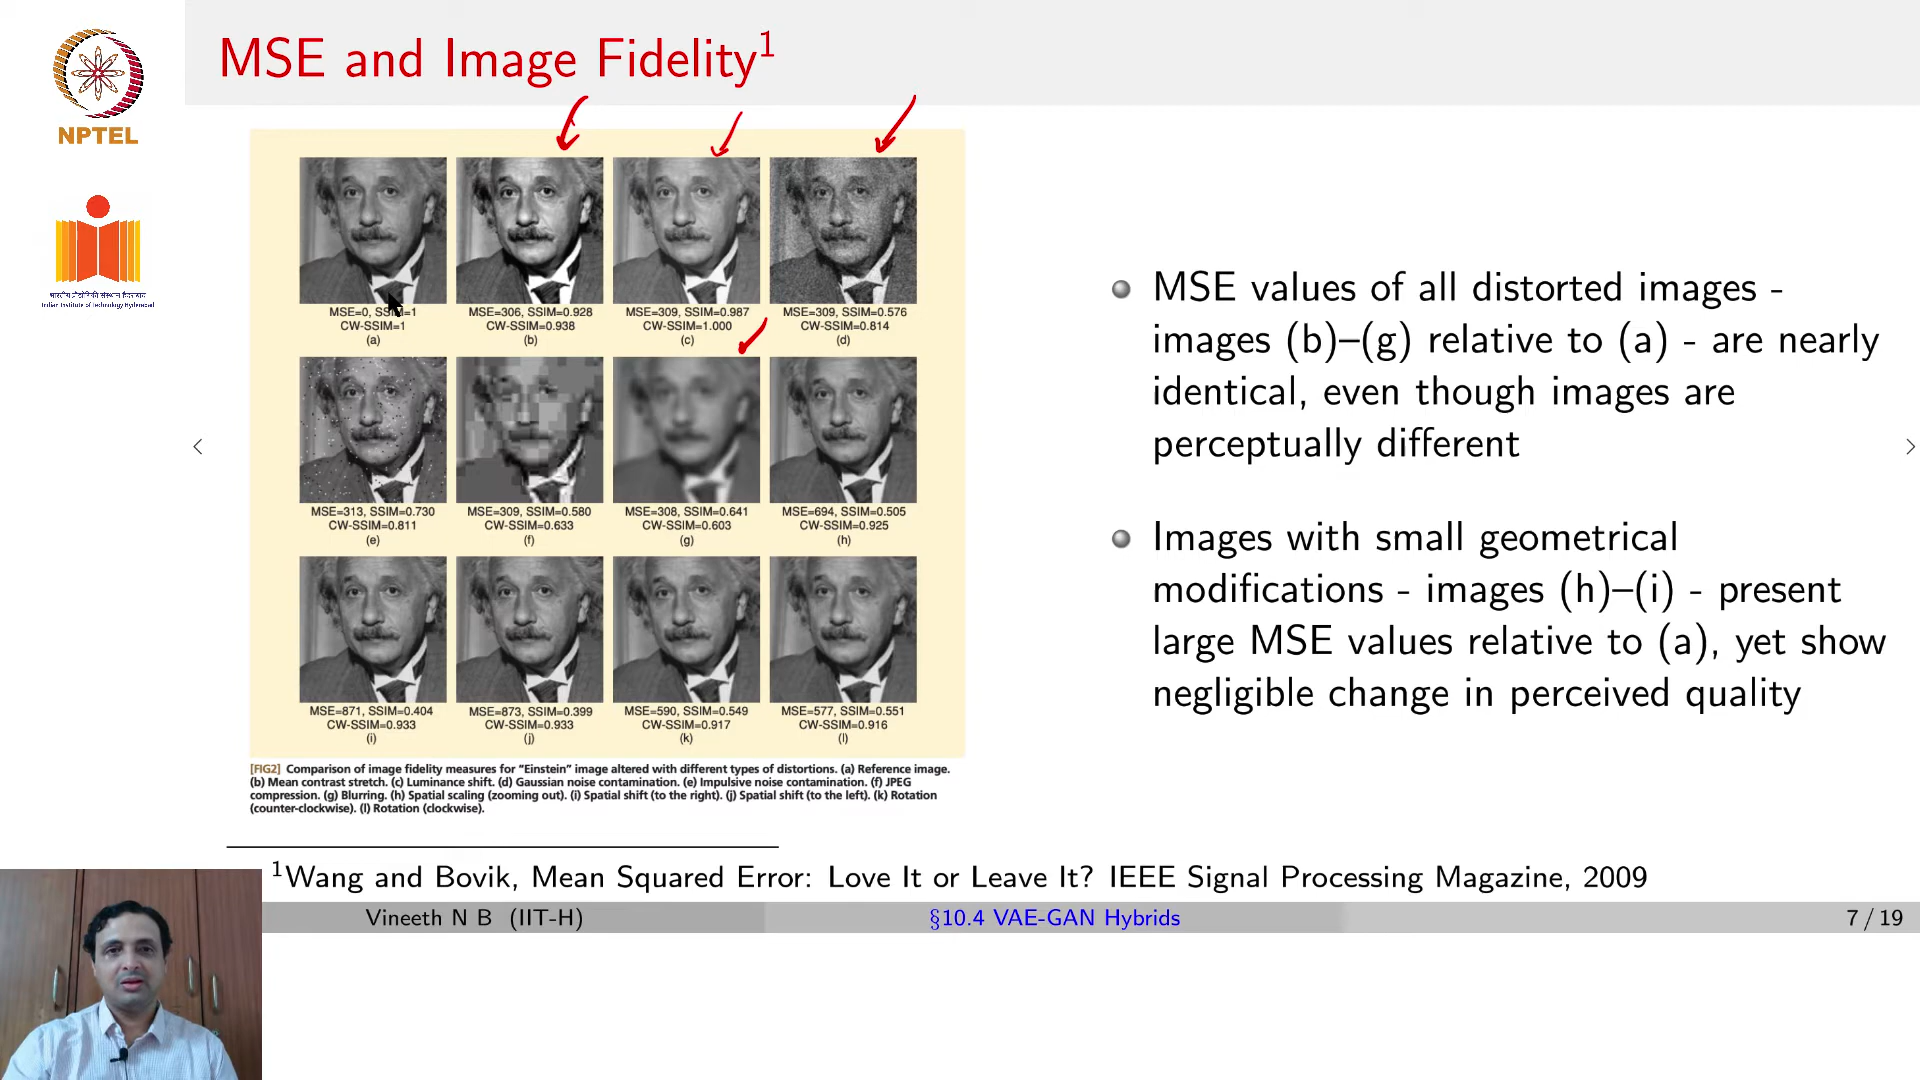 MSE and Image Fidelity¹
NPTEL
भारतीय प्रौद्योगिकी संस्थान हैदराबाद
Indian Institute of Technology Hyderabad
MSE=0, SSIM=1
CW-SSIM=1
(a)
MSE=306, SSIM=0.928
CW-SSIM=0.938
(b)
MSE=309, SSIM=0.987
CW-SSIM=1.000
(c)
MSE=309, SSIM=0.576
CW-SSIM=0.814
(d)
MSE=313, SSIM=0.730
CW-SSIM=0.811
(e)
MSE=309, SSIM=0.580
CW-SSIM=0.633
(f)
MSE=308, SSIM=0.641
CW-SSIM=0.603
(g)
MSE=694, SSIM=0.505
CW-SSIM=0.925
(h)
MSE=871, SSIM=0.404
CW-SSIM=0.933
(i)
MSE=873, SSIM=0.399
CW-SSIM=0.933
(j)
MSE=590, SSIM=0.549
CW-SSIM=0.917
(k)
MSE=577, SSIM=0.551
CW-SSIM=0.916
(l)
[FIG2] Comparison of image fidelity measures for "Einstein" image altered with different types of distortions. (a) Reference image.
(b) Mean contrast stretch. (c) Luminance shift. (d) Gaussian noise contamination. (e) Impulsive noise contamination. (f) JPEG
compression. (g) Blurring. (h) Spatial scaling (zooming out). (i) Spatial shift (to the right). (j) Spatial shift (to the left). (k) Rotation
(counter-clockwise). (l) Rotation (clockwise).
MSE values of all distorted images -
images (b)–(g) relative to (a) - are nearly
identical, even though images are
perceptually different
Images with small geometrical
modifications - images (h)–(i) - present
large MSE values relative to (a), yet show
negligible change in perceived quality
¹Wang and Bovik, Mean Squared Error: Love It or Leave It? IEEE Signal Processing Magazine, 2009
Vineeth N B (IIT-H)
§10.4 VAE-GAN Hybrids
7 / 19